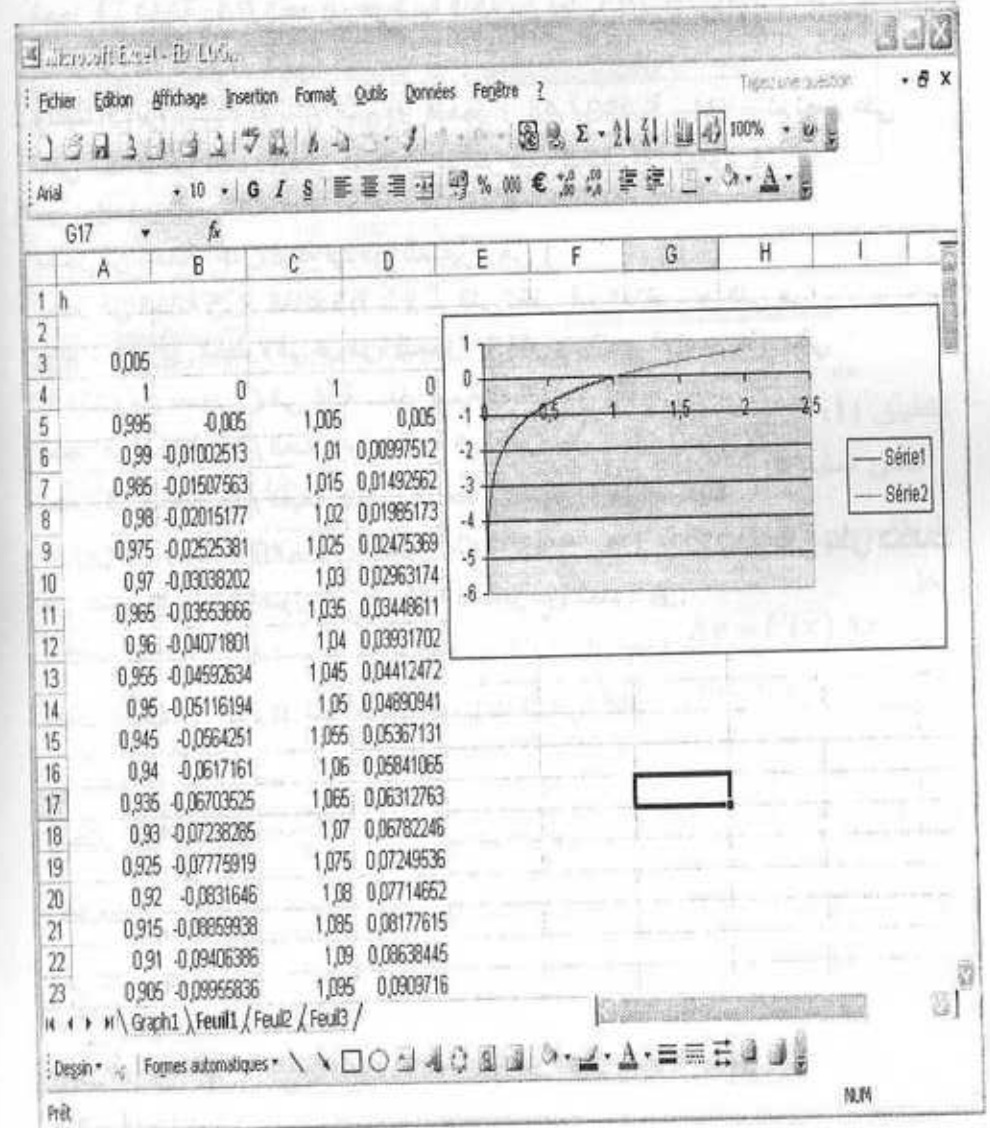 Microsoft Excel -
Fichier Edition Affichage Insertion Format Outils Données Fenêtre ?
Tapez une question
100%
Arial 10 G I S % 000 €
G17 fx
A B C D E F G H I
1 h
2
3 0,005
4 1 0 1 0
5 0,995 -0,005 1,005 0,005
6 0,99 -0,01002513 1,01 0,00997512
7 0,985 -0,01507563 1,015 0,01492562
8 0,98 -0,02015177 1,02 0,01985173
9 0,975 -0,02525381 1,025 0,02475369
10 0,97 -0,03038202 1,03 0,02963174
11 0,965 -0,03553666 1,035 0,03448611
12 0,96 -0,04071801 1,04 0,03931702
13 0,955 -0,04592634 1,045 0,04412472
14 0,95 -0,05116194 1,05 0,04890941
15 0,945 -0,0564251 1,055 0,05367131
16 0,94 -0,0617161 1,06 0,05841065
17 0,935 -0,06703525 1,065 0,06312763
18 0,93 -0,07238285 1,07 0,06782246
19 0,925 -0,07775919 1,075 0,07249536
20 0,92 -0,0831646 1,08 0,07714652
21 0,915 -0,08859938 1,085 0,08177615
22 0,91 -0,09406386 1,09 0,08638445
23 0,905 -0,09955836 1,095 0,0909716
1
0
-1
-2
-3
-4
-5
-6
0 0,5 1 1,5 2 2,5
Série1
Série2
Graph1 Feuil1 Feuil2 Feuil3
Dessin Formes automatiques
Prêt NUM